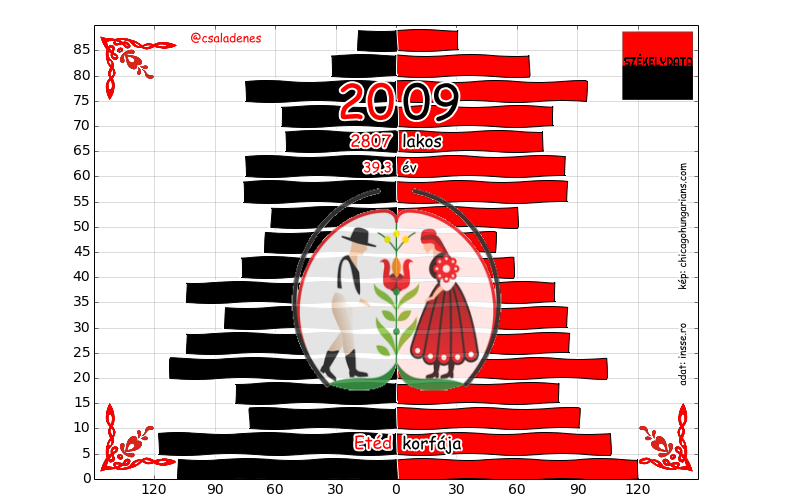 @csaladenes
SZÉKELYDATA
2009
2807 lakos
39.3 év
kép: chicagohungarians.com
adat: insse.ro
Etéd korfája
85
80
75
70
65
60
55
50
45
40
35
30
25
20
15
10
5
0
120 90 60 30 0 30 60 90 120